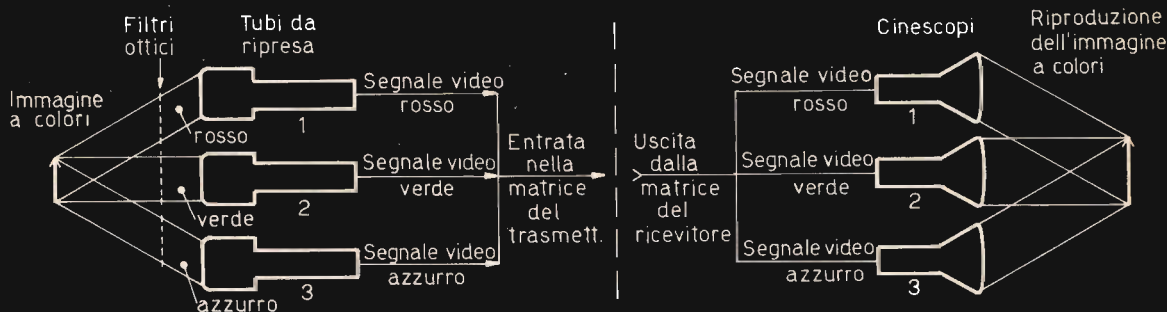 Filtri
ottici
Tubi da
ripresa
Immagine
a colori
Segnale video
rosso
rosso
1
Segnale video
verde
verde
2
Segnale video
azzurro
azzurro
3
Entrata
nella
matrice
del
trasmett.
Uscita
dalla
matrice
del
ricevitore
Cinescopi
Segnale video
rosso
1
Segnale video
verde
2
Segnale video
azzurro
3
Riproduzione
dell'immagine
a colori